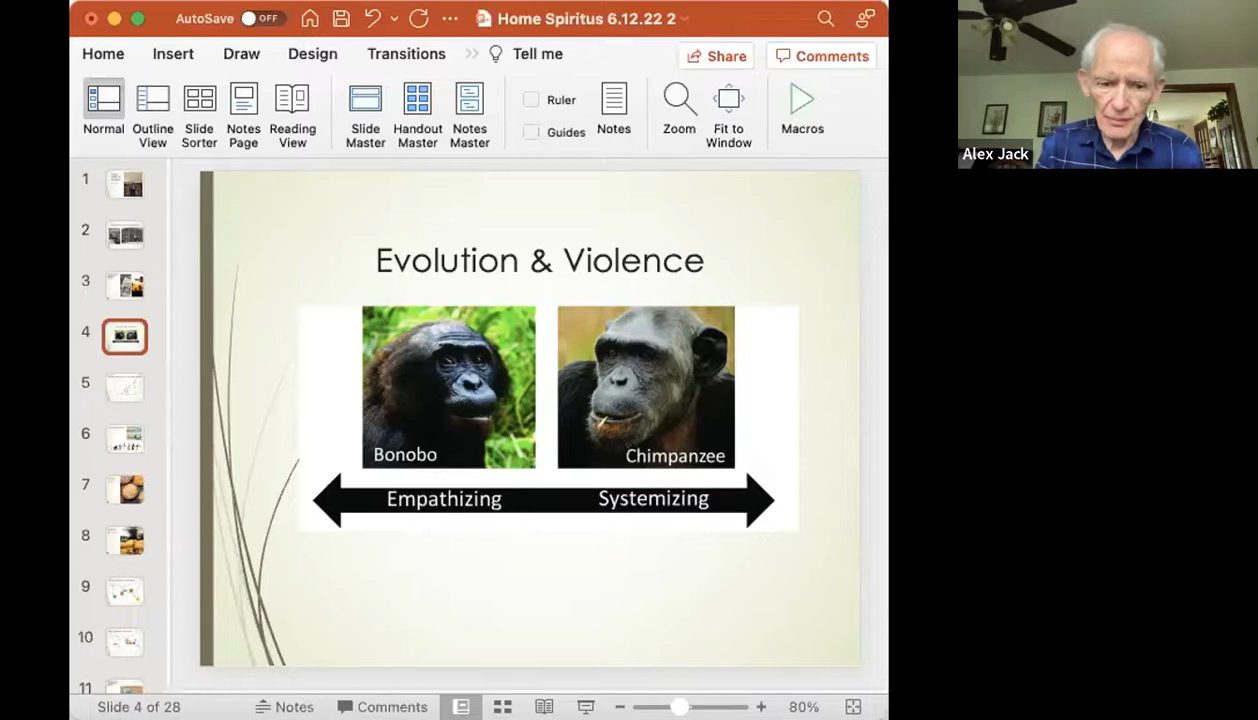 AutoSave OFF Home Spiritus 6.12.22 2
Home Insert Draw Design Transitions Tell me Share Comments
Normal Outline View Slide Sorter Notes Page Reading View Slide Master Handout Master Notes Master Ruler Guides Notes Zoom Fit to Window Macros
Alex Jack
1
2
3
4
5
6
7
8
9
10
11
Evolution & Violence
Bonobo Chimpanzee
Empathizing Systemizing
Slide 4 of 28 Notes Comments 80%